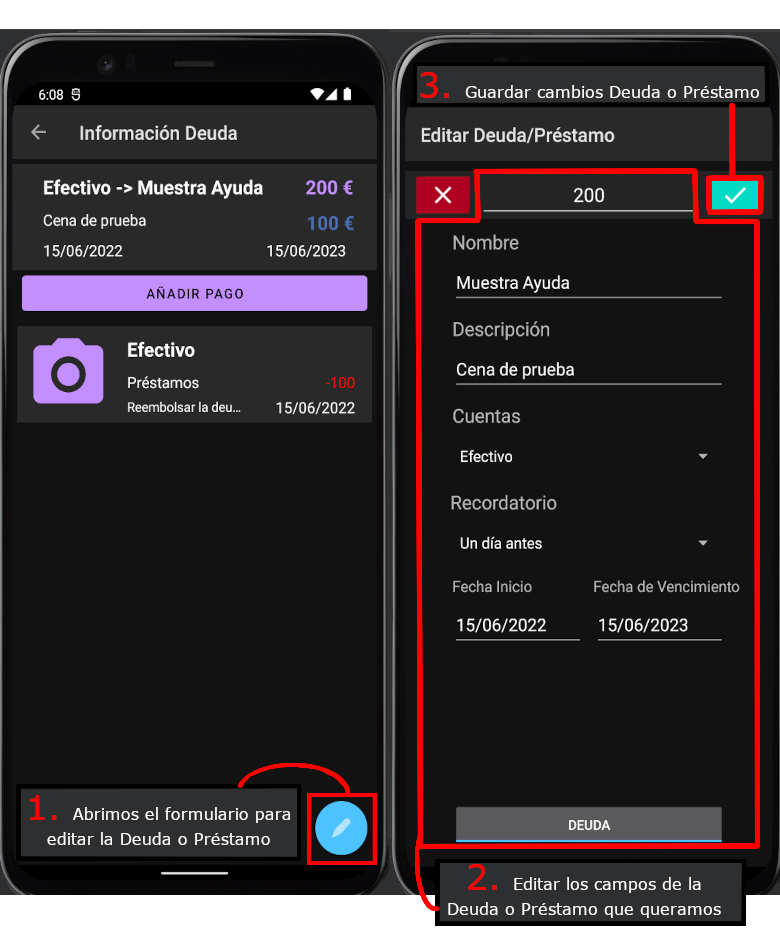 6:08
Información Deuda
Efectivo -> Muestra Ayuda 200 €
Cena de prueba 100 €
15/06/2022 15/06/2023
AÑADIR PAGO
Efectivo
Préstamos -100
Reembolsar la deu... 15/06/2022
1. Abrimos el formulario para
editar la Deuda o Préstamo
3. Guardar cambios Deuda o Préstamo
Editar Deuda/Préstamo
200
Nombre
Muestra Ayuda
Descripción
Cena de prueba
Cuentas
Efectivo
Recordatorio
Un día antes
Fecha Inicio Fecha de Vencimiento
15/06/2022 15/06/2023
DEUDA
2. Editar los campos de la
Deuda o Préstamo que queramos